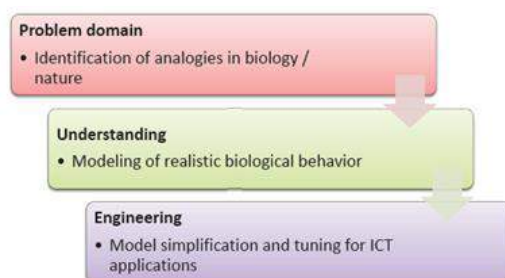 Problem domain
• Identification of analogies in biology /
nature
Understanding
• Modeling of realistic biological behavior
Engineering
• Model simplification and tuning for ICT
applications